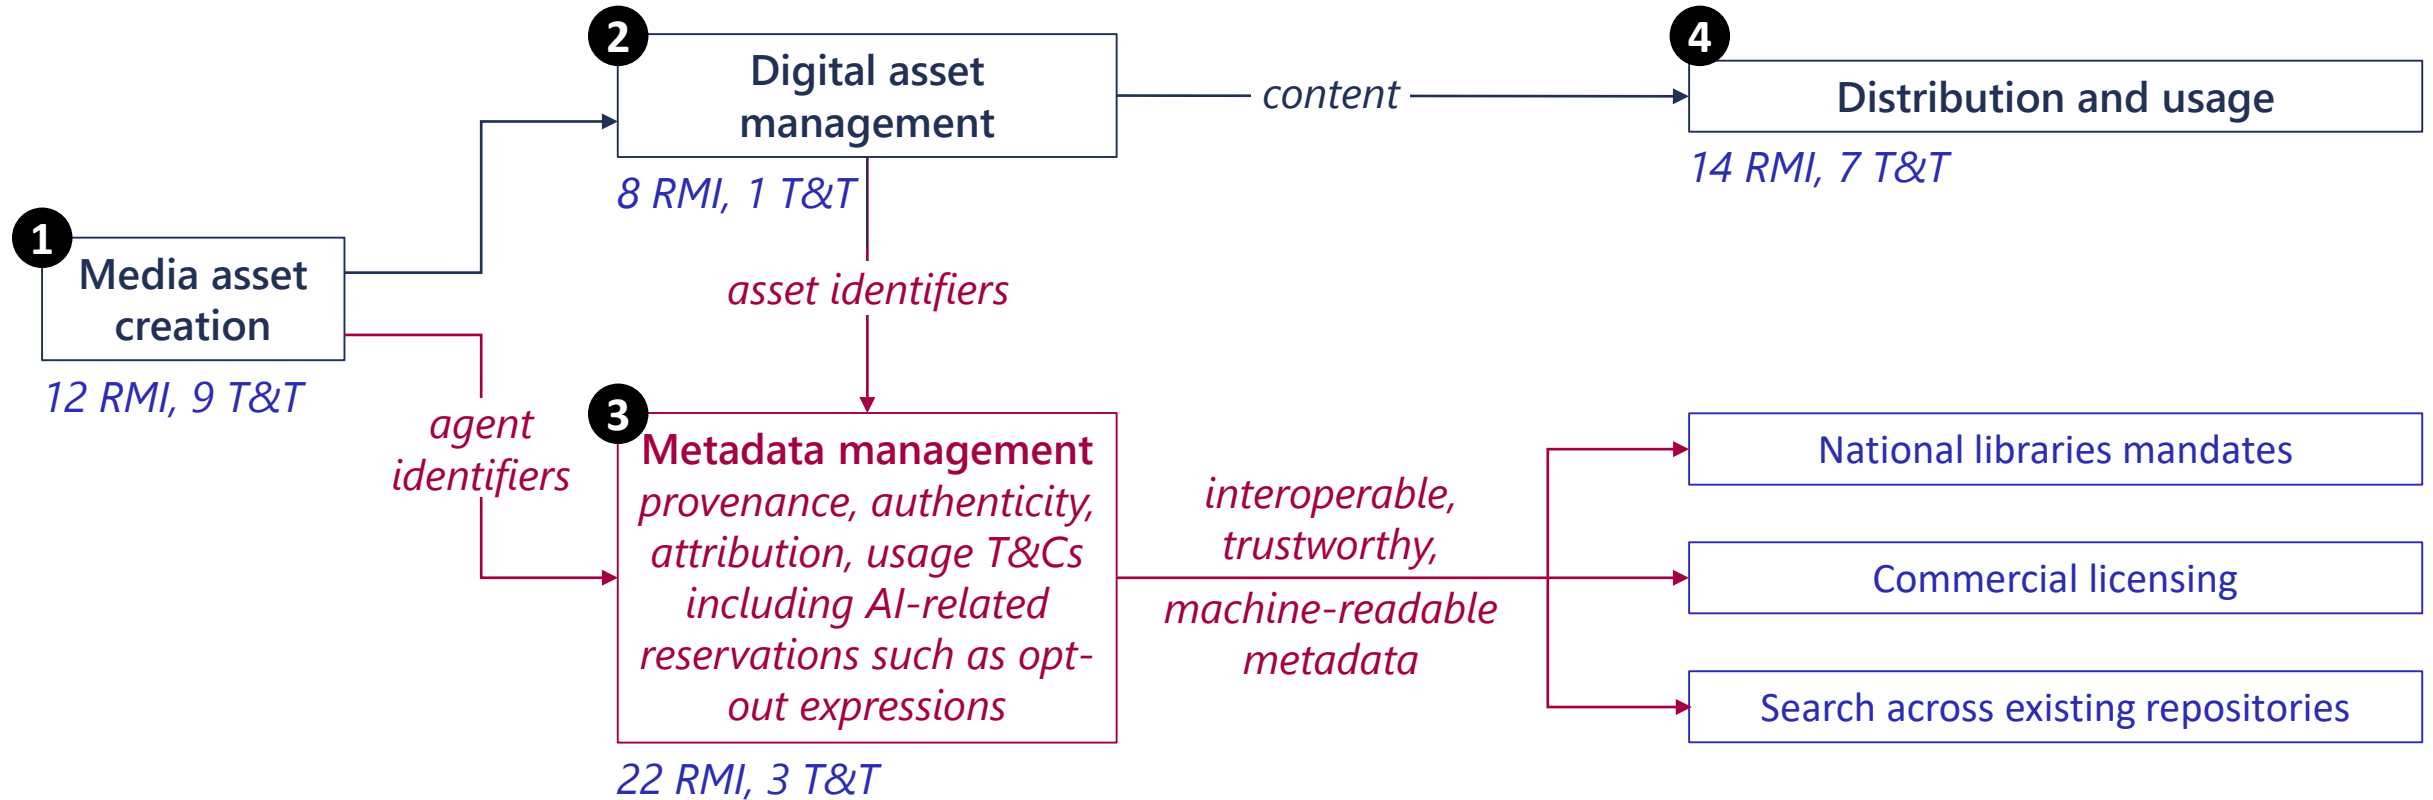 1
Media asset
creation
12 RMI, 9 T&T
2
Digital asset
management
8 RMI, 1 T&T
content
4
Distribution and usage
14 RMI, 7 T&T
asset identifiers
agent
identifiers
3
Metadata management
provenance, authenticity,
attribution, usage T&Cs
including AI-related
reservations such as opt-
out expressions
22 RMI, 3 T&T
interoperable,
trustworthy,
machine-readable
metadata
National libraries mandates
Commercial licensing
Search across existing repositories